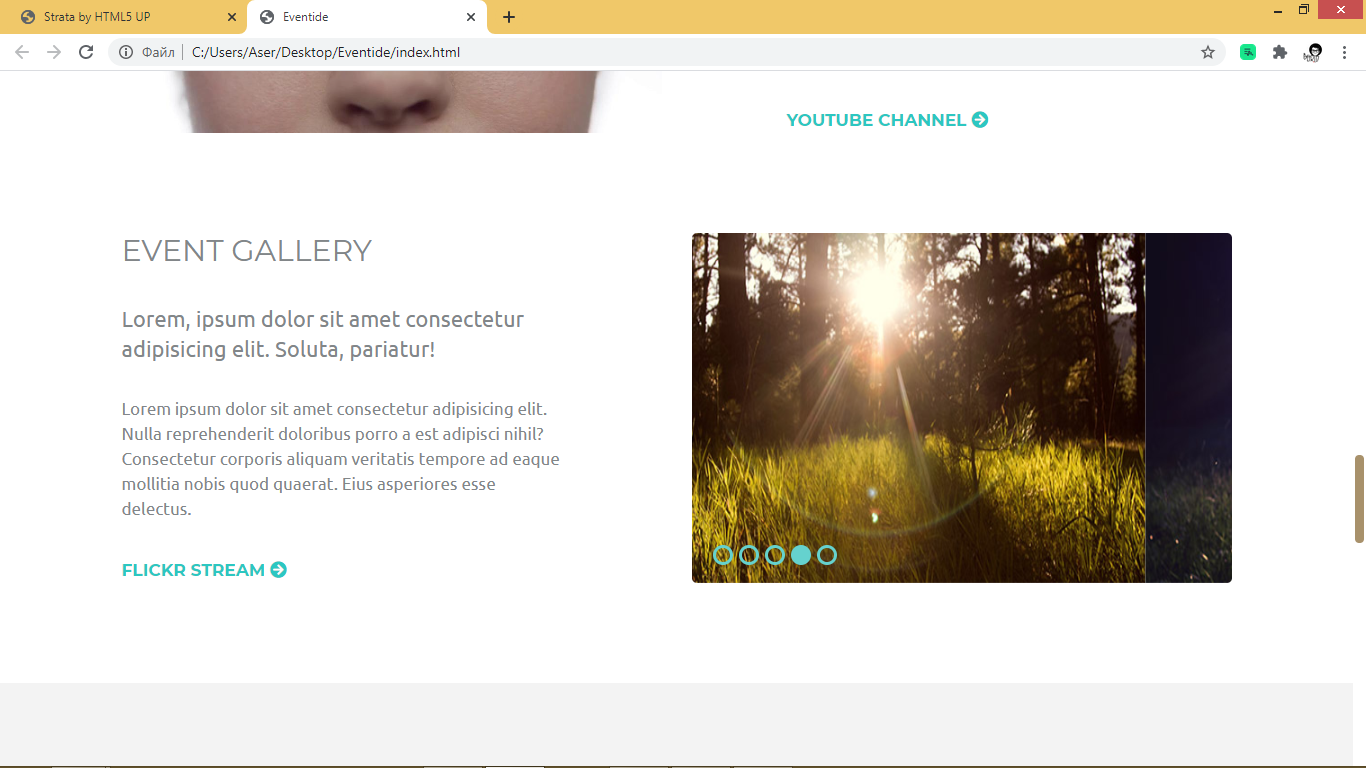 Strata by HTML5 UP
Eventide
Файл
C:/Users/Aser/Desktop/Eventide/index.html
YOUTUBE CHANNEL
EVENT GALLERY
Lorem, ipsum dolor sit amet consectetur
adipisicing elit. Soluta, pariatur!
Lorem ipsum dolor sit amet consectetur adipisicing elit.
Nulla reprehenderit doloribus porro a est adipisci nihil?
Consectetur corporis aliquam veritatis tempore ad eaque
mollitia nobis quod quaerat. Eius asperiores esse
delectus.
FLICKR STREAM